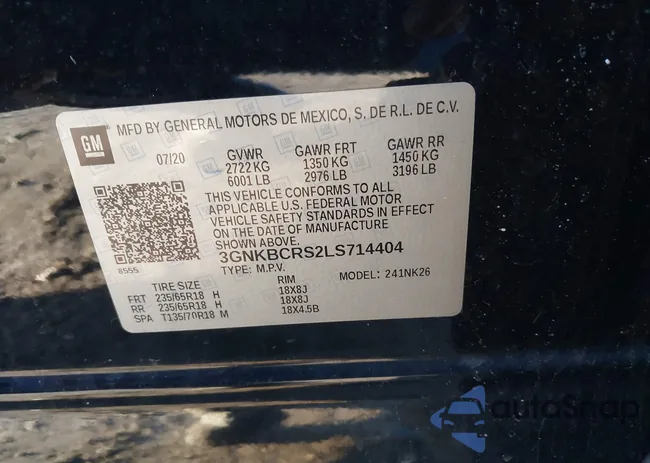 GM
MFD BY GENERAL MOTORS DE MEXICO, S. DE R.L. DE C.V.
07/20 GVWR GAWR FRT GAWR RR
2722 KG 1350 KG 1450 KG
6001 LB 2976 LB 3196 LB
THIS VEHICLE CONFORMS TO ALL
APPLICABLE U.S. FEDERAL MOTOR
VEHICLE SAFETY STANDARDS IN EFFECT
ON THE DATE OF MANUFACTURE
SHOWN ABOVE.
3GNKBCRS2LS714404
8555 TYPE: M.P.V. MODEL: 241NK26
TIRE SIZE RIM
FRT 235/65R18 H 18X8J
RR 235/65R18 H 18X8J
SPA T135/70R18 M 18X4.5B
autoSnap